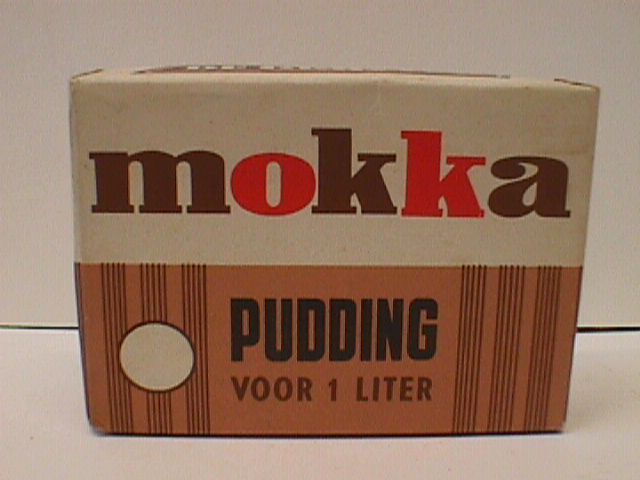 mokka
PUDDING
VOOR 1 LITER